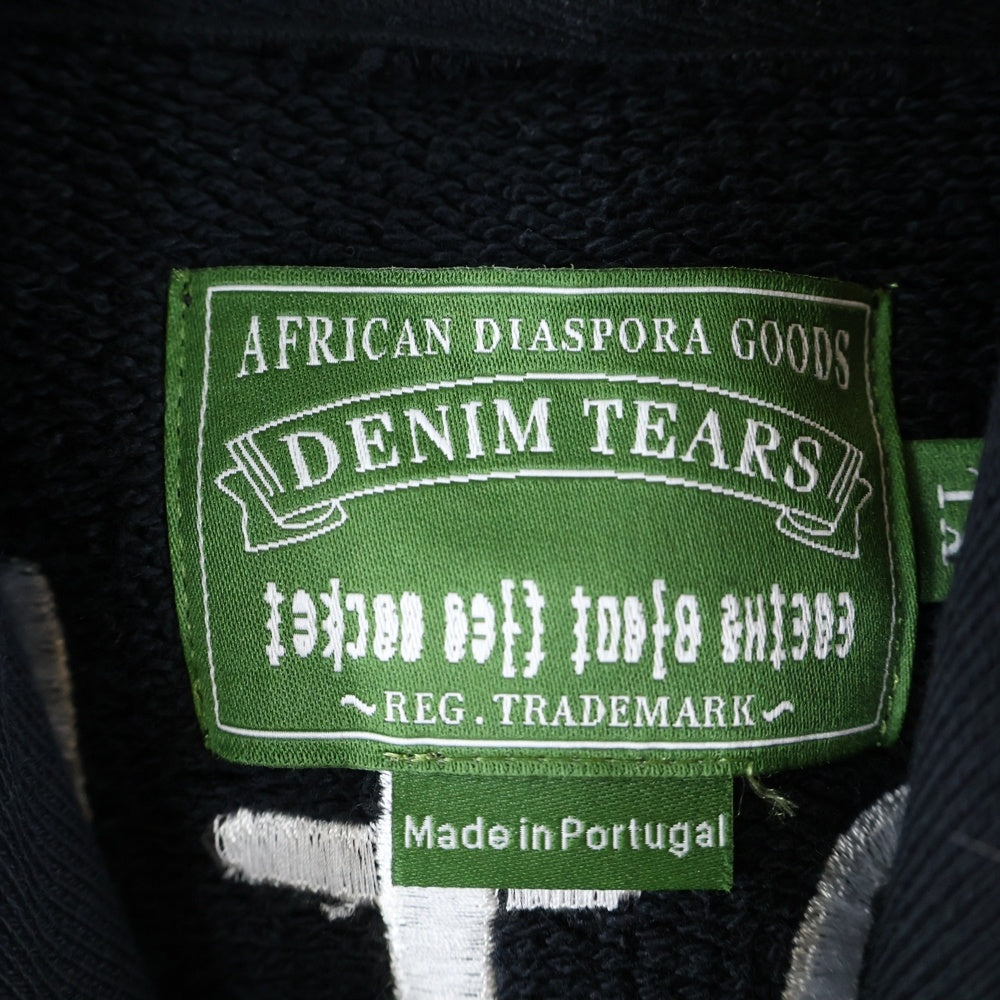 AFRICAN DIASPORA GOODS
DENIM TEARS
~REG. TRADEMARK~
Made in Portugal